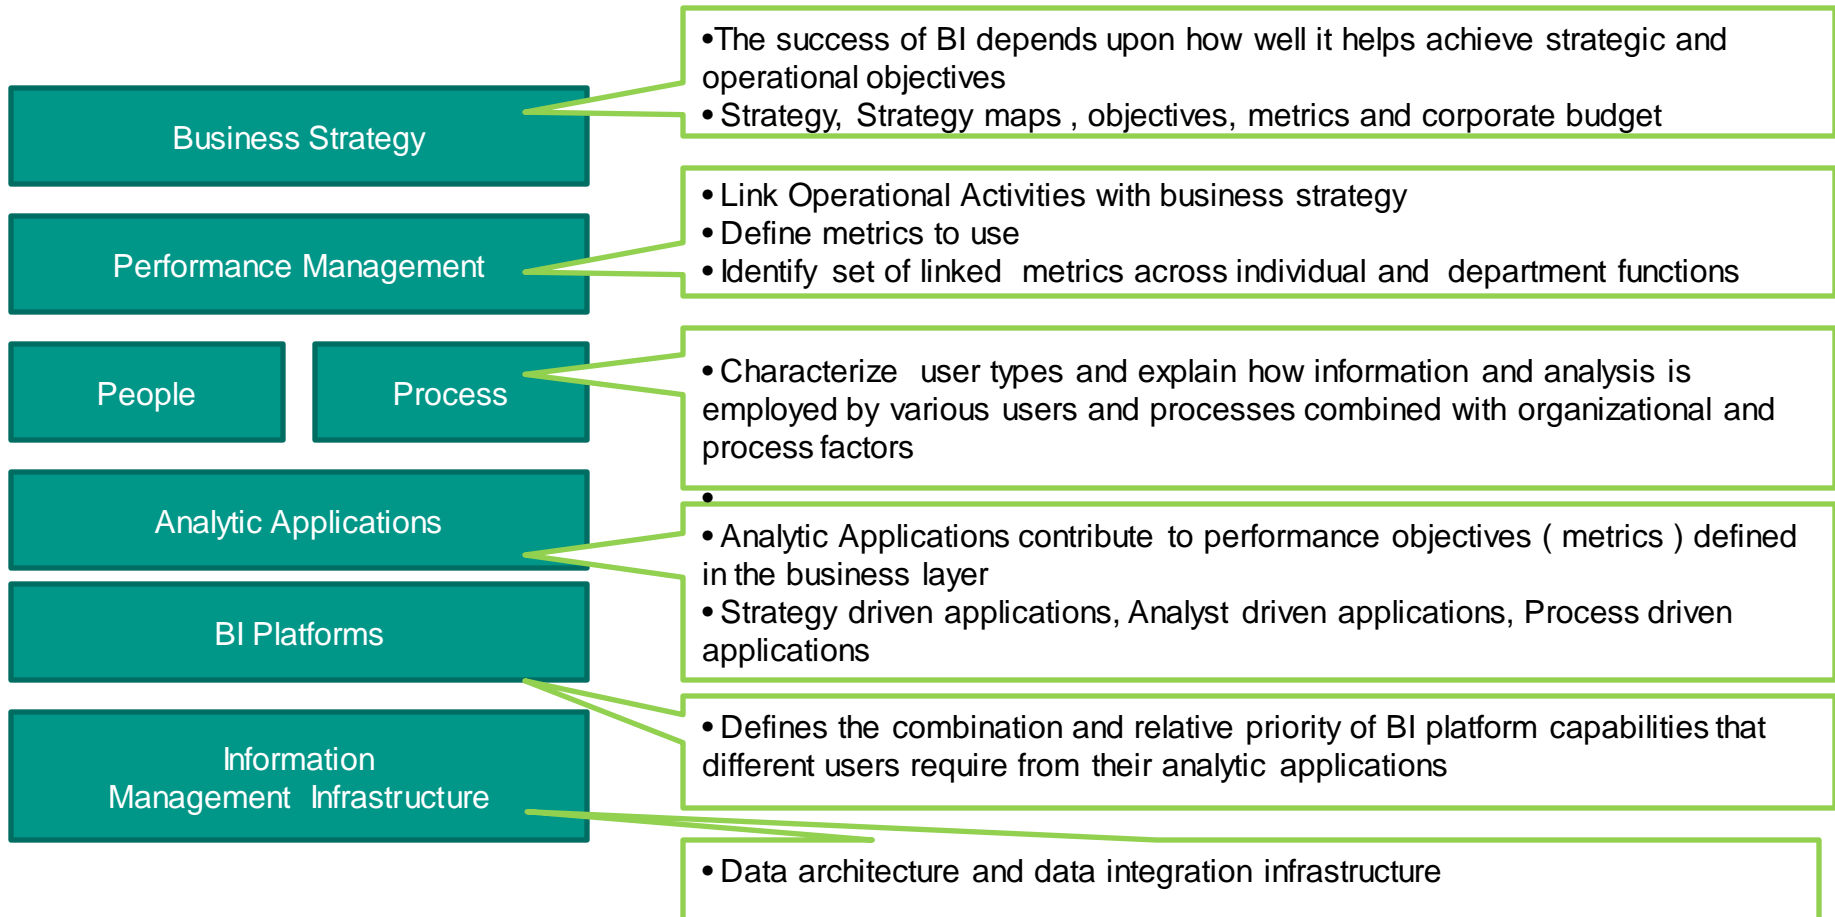 Business Strategy
•The success of BI depends upon how well it helps achieve strategic and
operational objectives
• Strategy, Strategy maps , objectives, metrics and corporate budget
Performance Management
• Link Operational Activities with business strategy
• Define metrics to use
• Identify set of linked metrics across individual and department functions
People
Process
• Characterize user types and explain how information and analysis is
employed by various users and processes combined with organizational and
process factors
•
Analytic Applications
• Analytic Applications contribute to performance objectives ( metrics ) defined
in the business layer
• Strategy driven applications, Analyst driven applications, Process driven
applications
BI Platforms
• Defines the combination and relative priority of BI platform capabilities that
different users require from their analytic applications
Information
Management Infrastructure
• Data architecture and data integration infrastructure